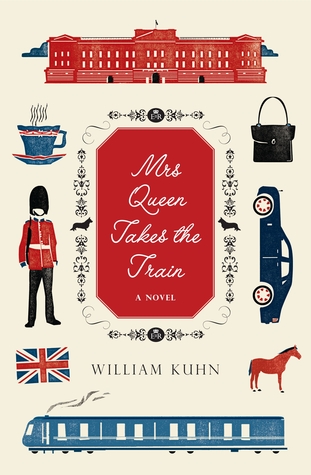 E R
Mrs
Queen
Takes the
Train
A NOVEL
E R
WILLIAM KUHN